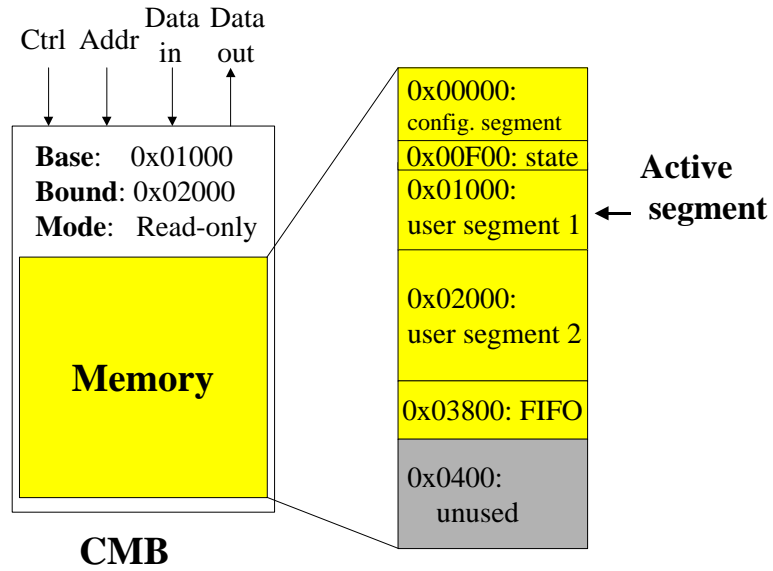 Ctrl Addr Data in Data out
Base: 0x01000
Bound: 0x02000
Mode: Read-only
Memory
CMB
0x00000:
config. segment
0x00F00: state
0x01000:
user segment 1
0x02000:
user segment 2
0x03800: FIFO
0x0400:
unused
Active
segment